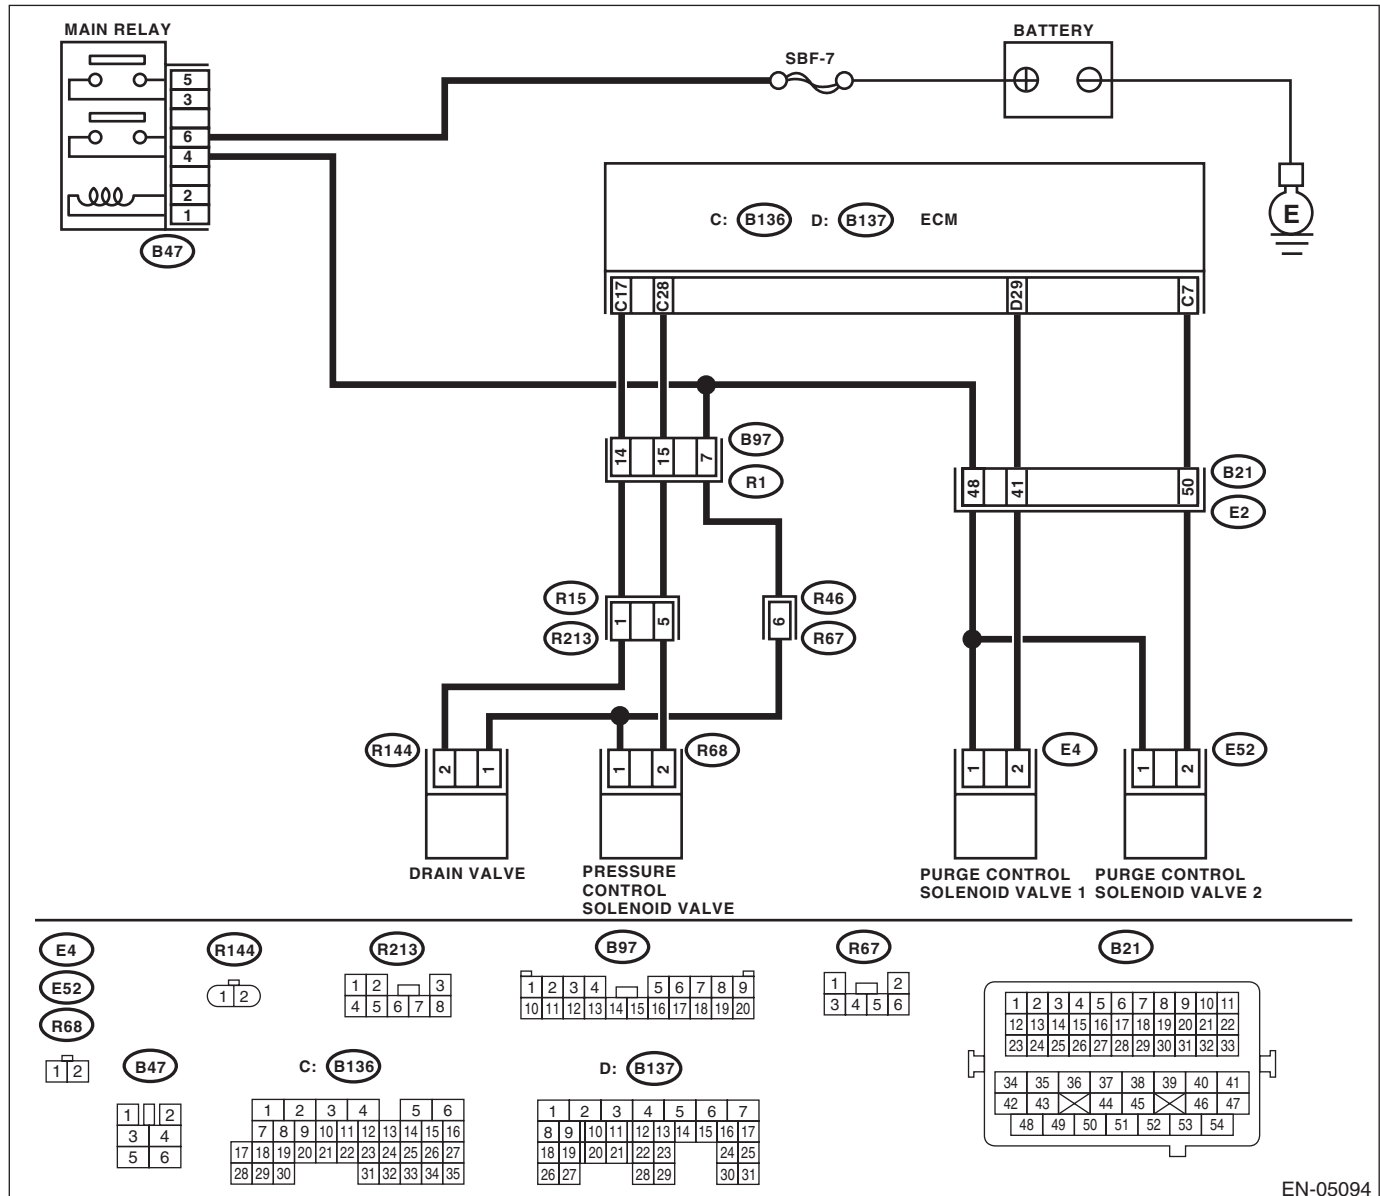 MAIN RELAY
SBF-7
BATTERY
5
3
6
4
2
1
B47
E
C: B136 D: B137 ECM
C17 C28 D29 C7
14 15 7
B97
R1
48 41 50
B21
E2
R15
R213
1 5
6
R46
R67
R144
2 1
1 2
R68
1 2
E4
1 2
E52
DRAIN VALVE
PRESSURE
CONTROL
SOLENOID VALVE
PURGE CONTROL
SOLENOID VALVE 1
PURGE CONTROL
SOLENOID VALVE 2
E4
E52
R68
1 2
R144
1 2
R213
1 2 3
4 5 6 7 8
B97
1 2 3 4 5 6 7 8 9
10 11 12 13 14 15 16 17 18 19 20
R67
1 2
3 4 5 6
B21
1 2 3 4 5 6 7 8 9 10 11
12 13 14 15 16 17 18 19 20 21 22
23 24 25 26 27 28 29 30 31 32 33
34 35 36 37 38 39 40 41
42 43 44 45 46 47
48 49 50 51 52 53 54
B47
1 2
3 4
5 6
C: B136
1 2 3 4 5 6
7 8 9 10 11 12 13 14 15 16
17 18 19 20 21 22 23 24 25 26 27
28 29 30 31 32 33 34 35
D: B137
1 2 3 4 5 6 7
8 9 10 11 12 13 14 15 16 17
18 19 20 21 22 23 24 25
26 27 28 29 30 31
EN-05094